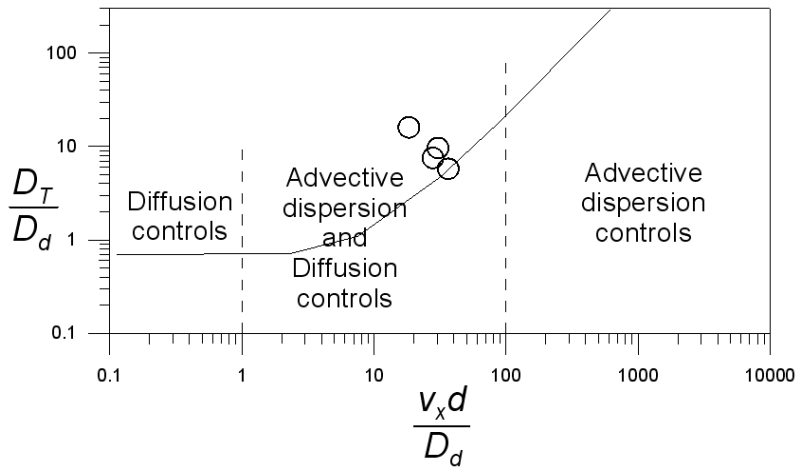 100
10
1
0.1
D_T
D_d
Diffusion
controls
Advective
dispersion
and
Diffusion
controls
Advective
dispersion
controls
0.1 1 10 100 1000 10000
v_x d
D_d